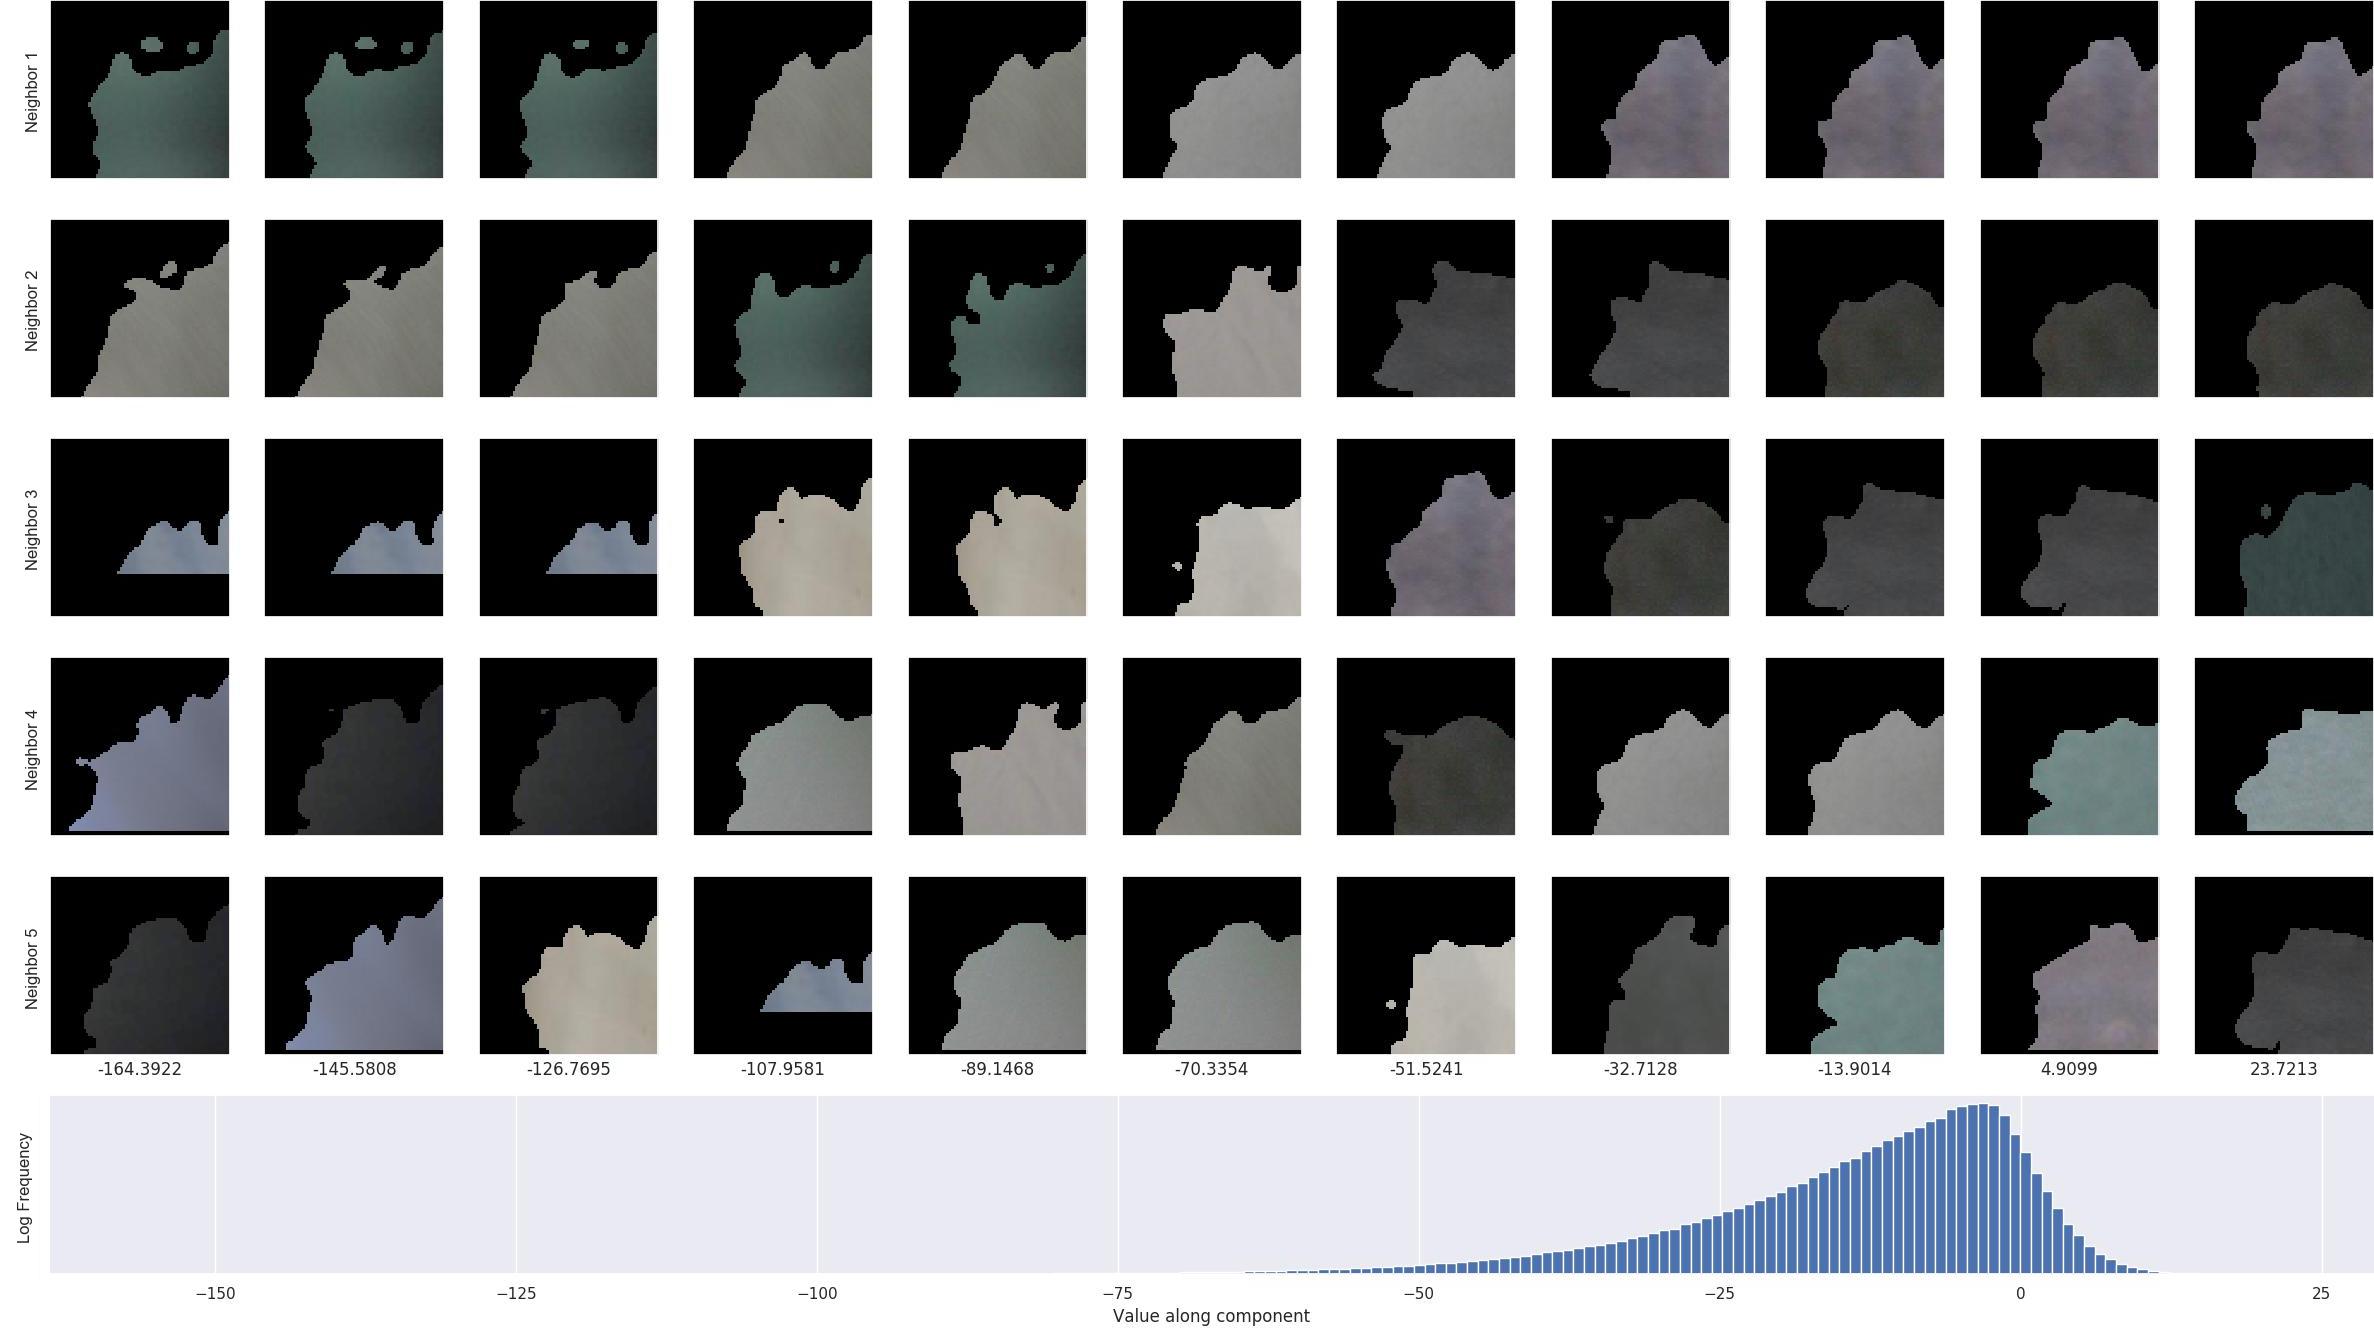 Neighbor 1
Neighbor 2
Neighbor 3
Neighbor 4
Neighbor 5
-164.3922 -145.5808 -126.7695 -107.9581 -89.1468 -70.3354 -51.5241 -32.7128 -13.9014 4.9099 23.7213
Log Frequency
−150 −125 −100 −75 −50 −25 0 25
Value along component